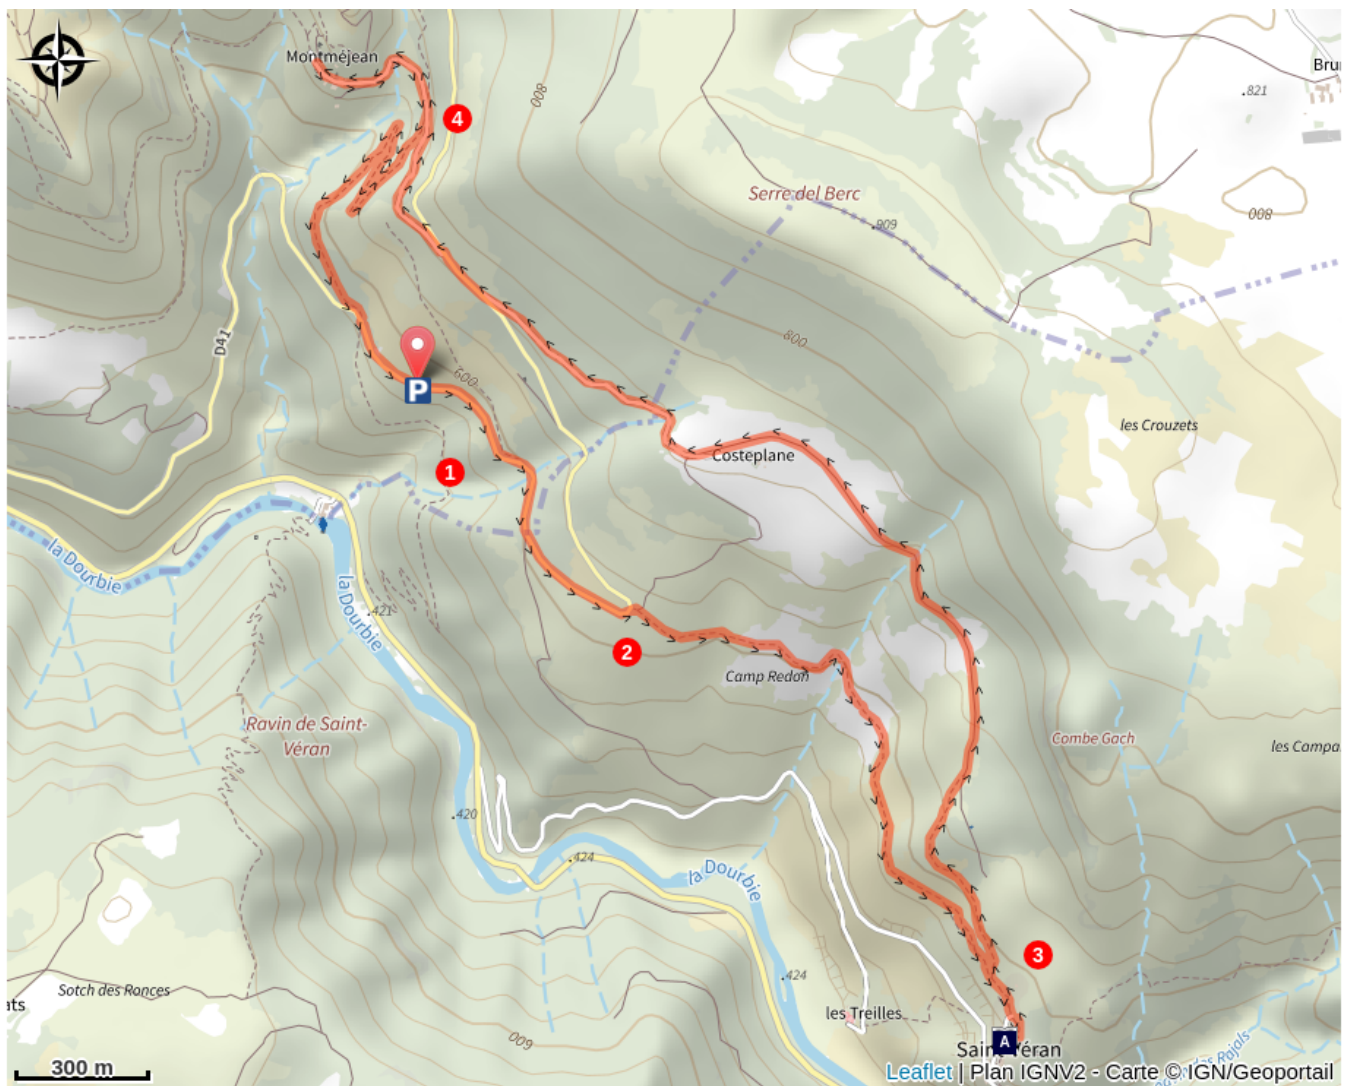 Montméjean
Bru
008
.821
4
Serre del Berc
.909
008
D41
800
P
600
les Crouzets
Costeplane
1
la Dourbie
la Dourbie
.421
2
Camp Redon
Ravin de Saint-
Véran
Combe Gach
les Campa
.420
.424
la Dourbie
3
.424
Sotch des Ronces
ats
les Treilles
009
A
Saint-Véran
300 m
des Rajals
Leaflet | Plan IGNV2 - Carte © IGN/Geoportail